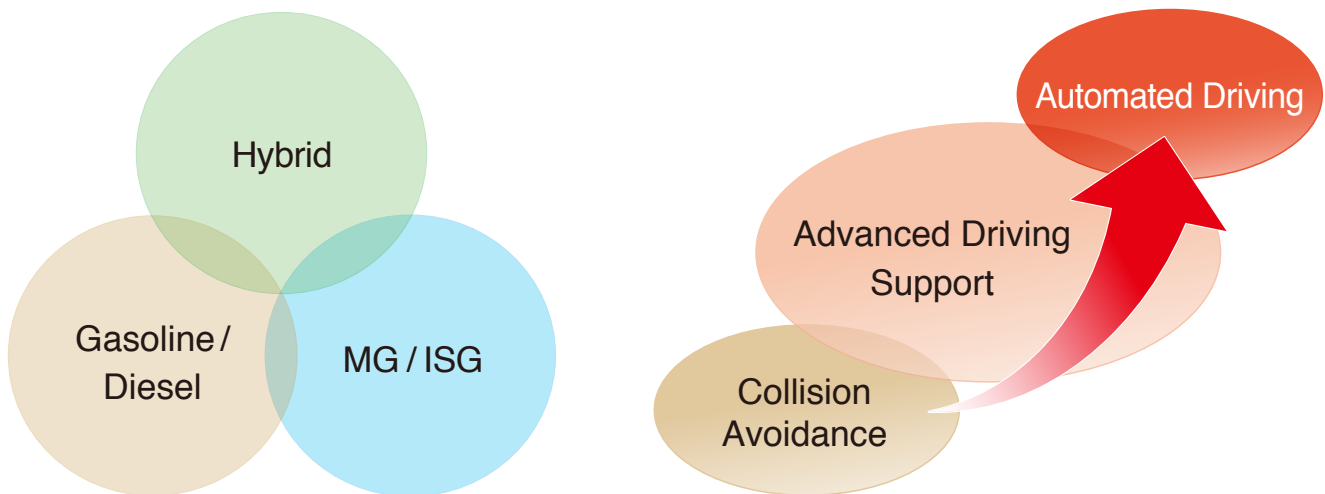 Hybrid
Gasoline / 
Diesel
MG / ISG
Automated Driving
Advanced Driving
Support
Collision
Avoidance